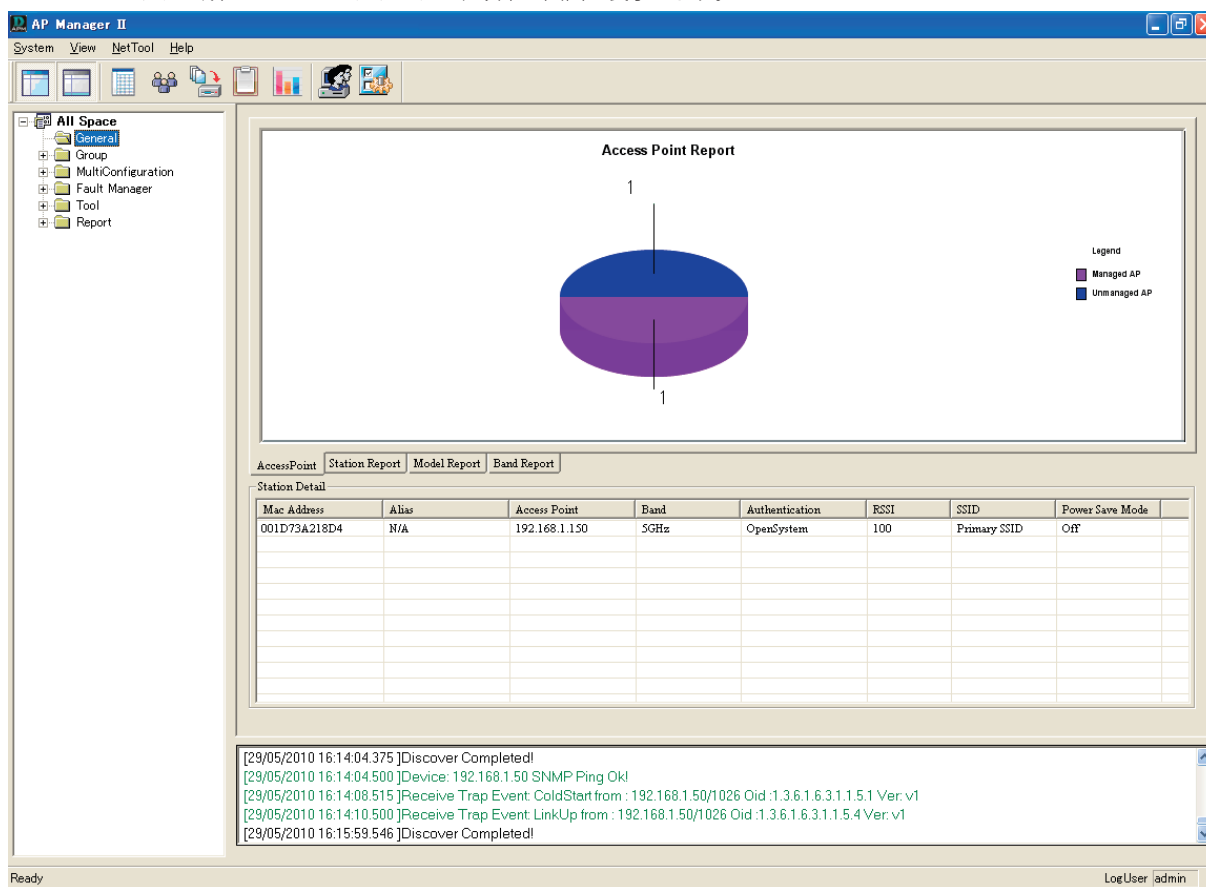 AP Manager II
System View NetTool Help
All Space
General
Group
MultiConfiguration
Fault Manager
Tool
Report
Access Point Report
1
1
Legend
Managed AP
Unmanaged AP
AccessPoint Station Report Model Report Band Report
Station Detail
Mac Address Alias Access Point Band Authentication RSSI SSID Power Save Mode
001D73A218D4 N/A 192.168.1.150 5GHz OpenSystem 100 Primary SSID Off
[29/05/2010 16:14:04.375 ]Discover Completed!
[29/05/2010 16:14:04.500 ]Device: 192.168.1.50 SNMP Ping Ok!
[29/05/2010 16:14:08.515 ]Receive Trap Event: ColdStart from : 192.168.1.50/1026 Oid :1.3.6.1.6.3.1.1.5.1 Ver: v1
[29/05/2010 16:14:10.500 ]Receive Trap Event: LinkUp from : 192.168.1.50/1026 Oid :1.3.6.1.6.3.1.1.5.4 Ver: v1
[29/05/2010 16:15:59.546 ]Discover Completed!
Ready LogUser admin